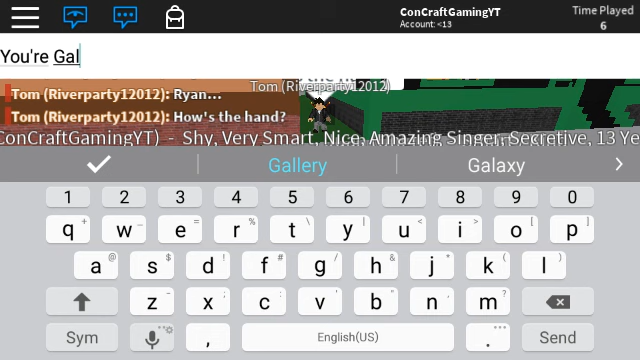 ConCraftGamingYT
Account: <13
Time Played
6
You're Gal
Tom (Riverparty12012)
Tom (Riverparty12012): Ryan...
Tom (Riverparty12012): How's the hand?
ConCraftGamingYT) - Shy, Very Smart, Nice, Amazing Singer, Secretive, 13 Ye
Gallery
Galaxy
1 2 3 4 5 6 7 8 9 0
q w e r t y u i o p
a s d f g h j k l
z x c v b n m
Sym , English(US) . Send